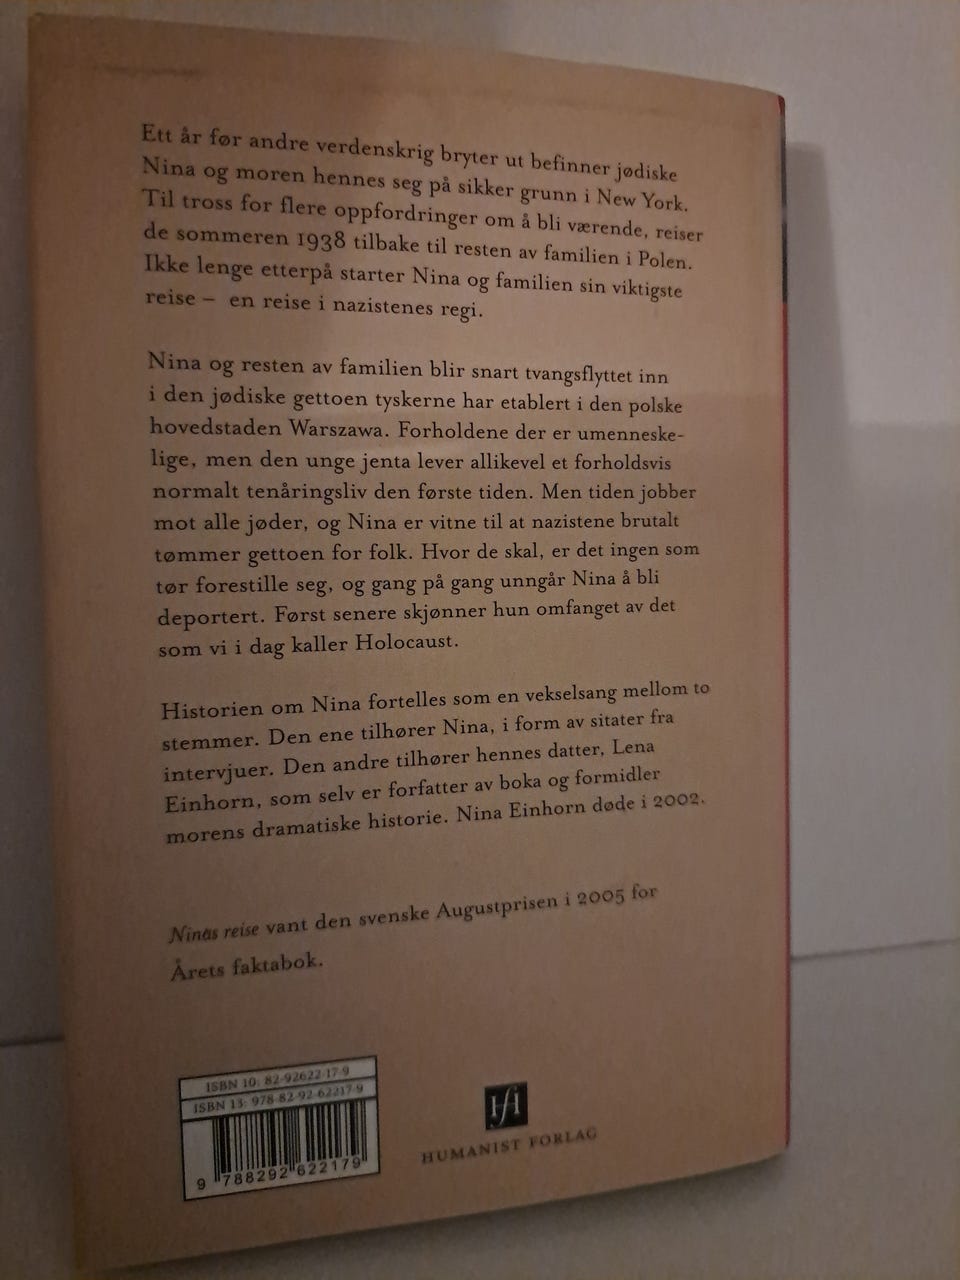 Ett år før andre verdenskrig bryter ut befinner jødiske
Nina og moren hennes seg på sikker grunn i New York.
Til tross for flere oppfordringer om å bli værende, reiser
de sommeren 1938 tilbake til resten av familien i Polen.
Ikke lenge etterpå starter Nina og familien sin viktigste
reise – en reise i nazistenes regi.
Nina og resten av familien blir snart tvangsflyttet inn
i den jødiske gettoen tyskerne har etablert i den polske
hovedstaden Warszawa. Forholdene der er umenneske-
lige, men den unge jenta lever allikevel et forholdsvis
normalt tenåringsliv den første tiden. Men tiden jobber
mot alle jøder, og Nina er vitne til at nazistene brutalt
tømmer gettoen for folk. Hvor de skal, er det ingen som
tør forestille seg, og gang på gang unngår Nina å bli
deportert. Først senere skjønner hun omfanget av det
som vi i dag kaller Holocaust.
Historien om Nina fortelles som en vekselsang mellom to
stemmer. Den ene tilhører Nina, i form av sitater fra
intervjuer. Den andre tilhører hennes datter, Lena
Einhorn, som selv er forfatter av boka og formidler
morens dramatiske historie. Nina Einhorn døde i 2002.
Ninas reise vant den svenske Augustprisen i 2005 for
Årets faktabok.
ISBN 10: 82-92622-17-9
ISBN 13: 978-82-92-62217-9
9 788292 622179
HUMANIST FORLAG